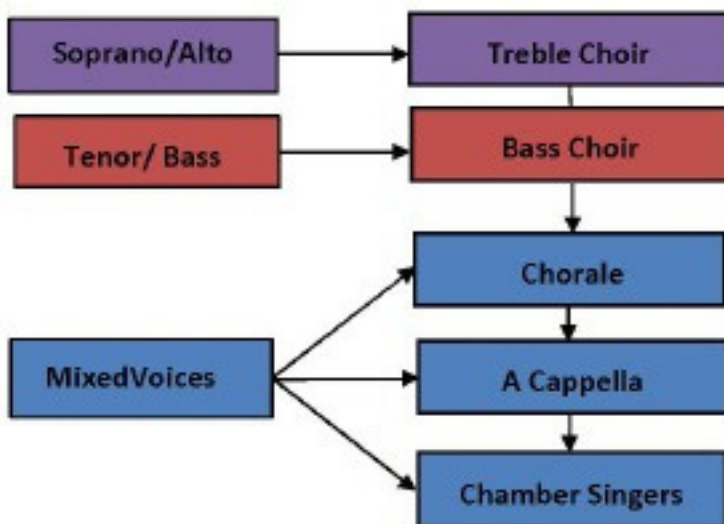 Soprano/Alto
Treble Choir
Tenor/ Bass
Bass Choir
Chorale
MixedVoices
A Cappella
Chamber Singers